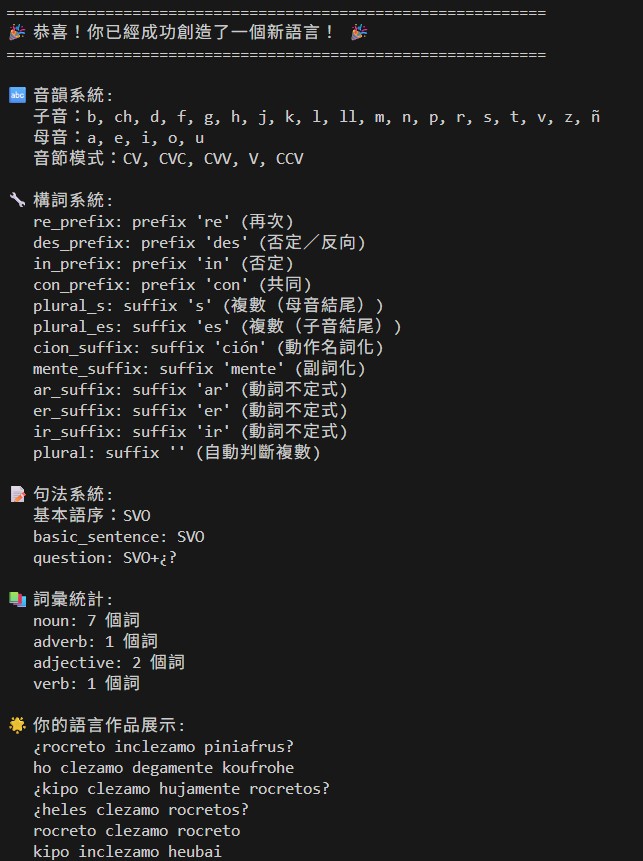 ============================================================
🎉 恭喜！你已經成功創造了一個新語言！ 🎉
============================================================
🔤 音韻系統:
子音：b, ch, d, f, g, h, j, k, l, ll, m, n, p, r, s, t, v, z, ñ
母音：a, e, i, o, u
音節模式：CV, CVC, CVV, V, CCV
🔧 構詞系統:
re_prefix: prefix 're' (再次)
des_prefix: prefix 'des' (否定／反向)
in_prefix: prefix 'in' (否定)
con_prefix: prefix 'con' (共同)
plural_s: suffix 's' (複數（母音結尾）)
plural_es: suffix 'es' (複數（子音結尾）)
cion_suffix: suffix 'ción' (動作名詞化)
mente_suffix: suffix 'mente' (副詞化)
ar_suffix: suffix 'ar' (動詞不定式)
er_suffix: suffix 'er' (動詞不定式)
ir_suffix: suffix 'ir' (動詞不定式)
plural: suffix '' (自動判斷複數)
📝 句法系統:
基本語序：SVO
basic_sentence: SVO
question: SVO+¿?
📚 詞彙統計:
noun: 7 個詞
adverb: 1 個詞
adjective: 2 個詞
verb: 1 個詞
🌟 你的語言作品展示:
¿rocreto inclezamo piniafrus?
ho clezamo degamente koufrohe
¿kipo clezamo hujamente rocretos?
¿heles clezamo rocretos?
rocreto clezamo rocreto
kipo inclezamo heubai